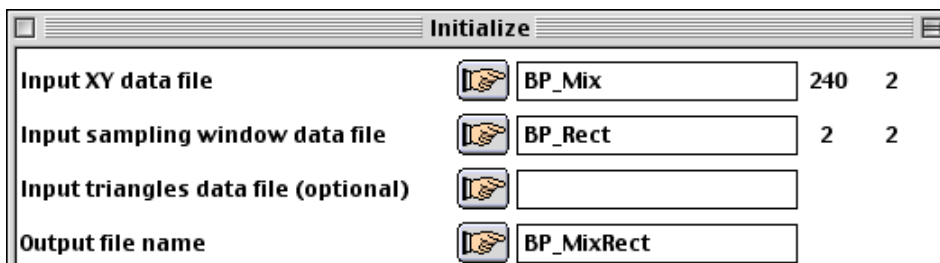 Initialize
Input XY data file BP_Mix 240 2
Input sampling window data file BP_Rect 2 2
Input triangles data file (optional)
Output file name BP_MixRect